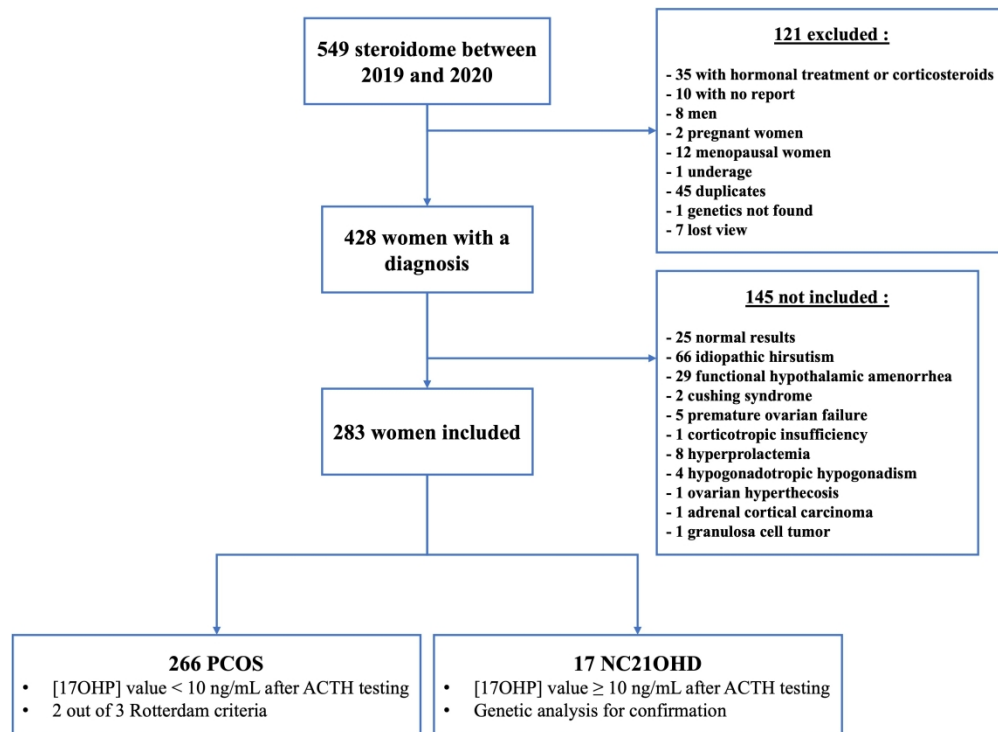 549 steroidome between
2019 and 2020
121 excluded :
- 35 with hormonal treatment or corticosteroids
- 10 with no report
- 8 men
- 2 pregnant women
- 12 menopausal women
- 1 underage
- 45 duplicates
- 1 genetics not found
- 7 lost view
428 women with a
diagnosis
145 not included :
- 25 normal results
- 66 idiopathic hirsutism
- 29 functional hypothalamic amenorrhea
- 2 cushing syndrome
- 5 premature ovarian failure
- 1 corticotropic insufficiency
- 8 hyperprolactemia
- 4 hypogonadotropic hypogonadism
- 1 ovarian hyperthecosis
- 1 adrenal cortical carcinoma
- 1 granulosa cell tumor
283 women included
266 PCOS
• [17OHP] value < 10 ng/mL after ACTH testing
• 2 out of 3 Rotterdam criteria
17 NC21OHD
• [17OHP] value ≥ 10 ng/mL after ACTH testing
• Genetic analysis for confirmation